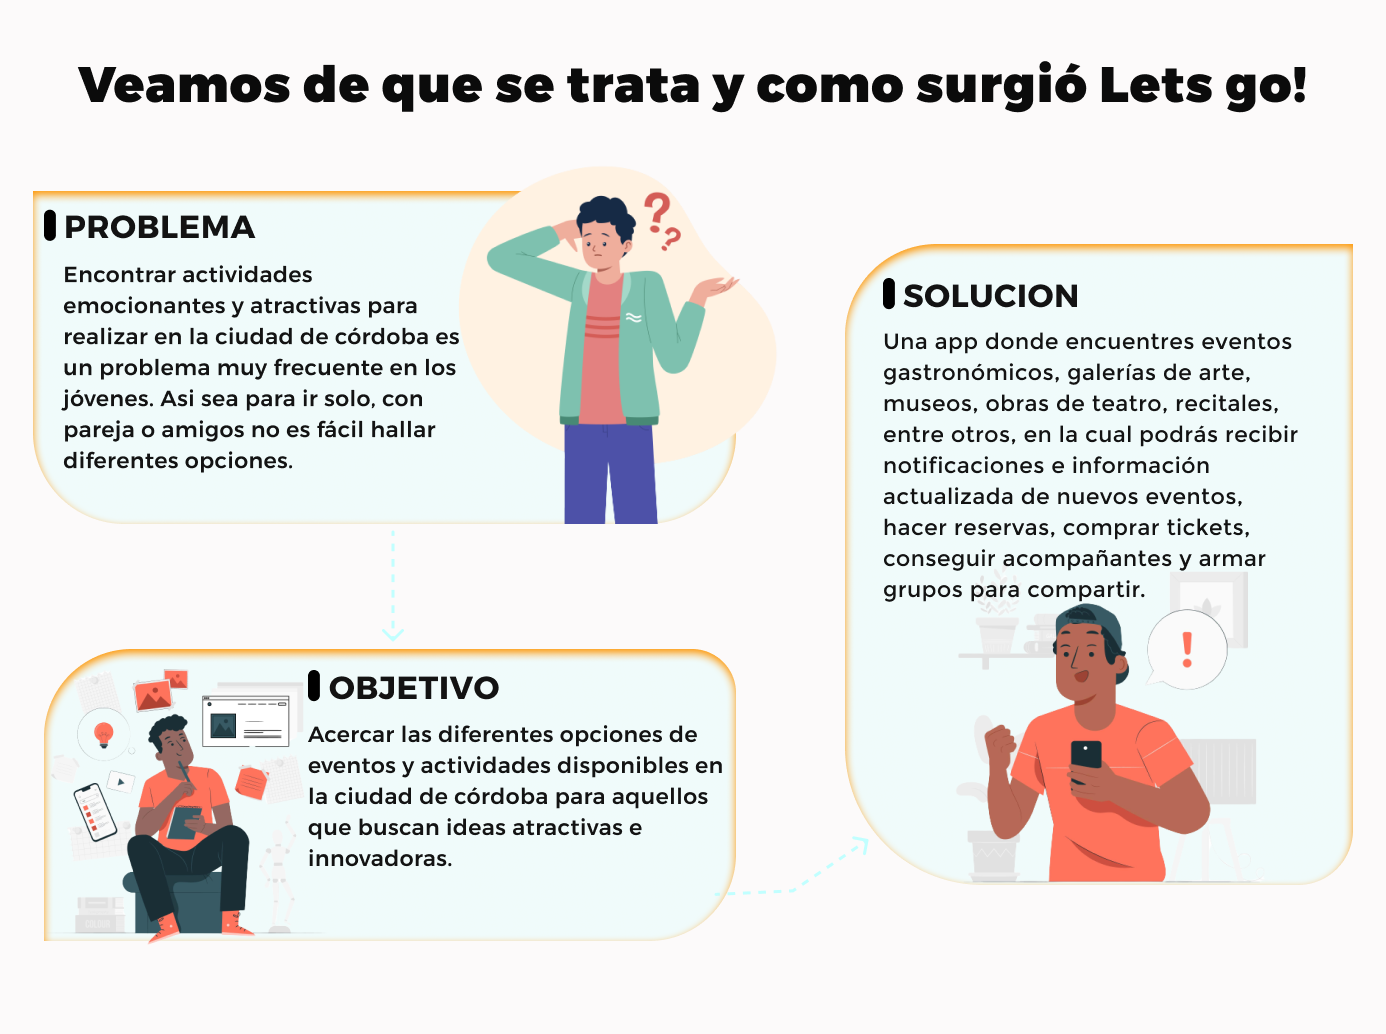 Veamos de que se trata y como surgió Lets go!
PROBLEMA
Encontrar actividades
emocionantes y atractivas para
realizar en la ciudad de córdoba es
un problema muy frecuente en los
jóvenes. Asi sea para ir solo, con
pareja o amigos no es fácil hallar
diferentes opciones.
OBJETIVO
Acercar las diferentes opciones de
eventos y actividades disponibles en
la ciudad de córdoba para aquellos
que buscan ideas atractivas e
innovadoras.
SOLUCION
Una app donde encuentres eventos
gastronómicos, galerías de arte,
museos, obras de teatro, recitales,
entre otros, en la cual podrás recibir
notificaciones e información
actualizada de nuevos eventos,
hacer reservas, comprar tickets,
conseguir acompañantes y armar
grupos para compartir.